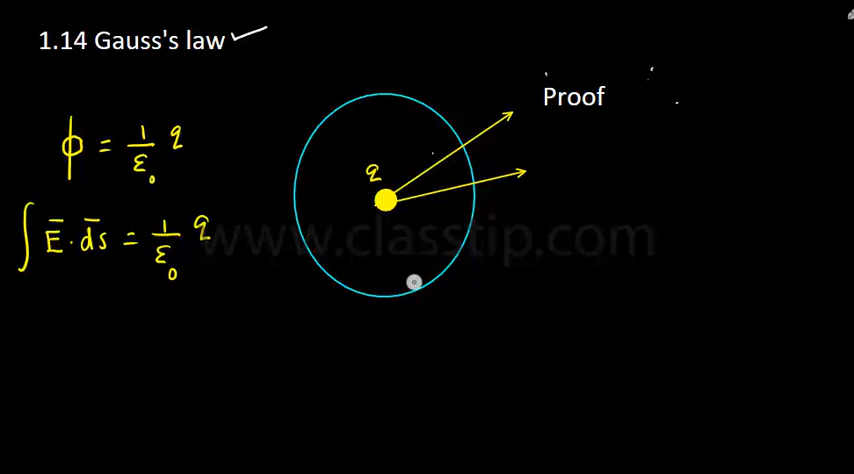 1.14 Gauss's law
Proof
ϕ = 1/ε₀ q
q
∫ E̅ · d̅s = 1/ε₀ q
www.classtip.com